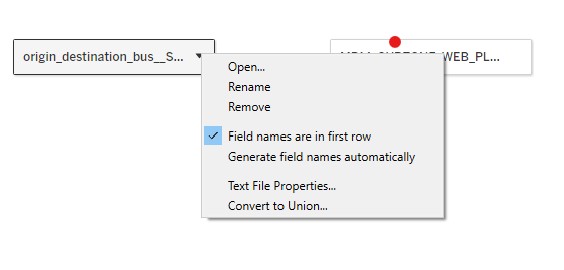 origin_destination_bus__S...
WEB_PL...
Open...
Rename
Remove
Field names are in first row
Generate field names automatically
Text File Properties...
Convert to Union...